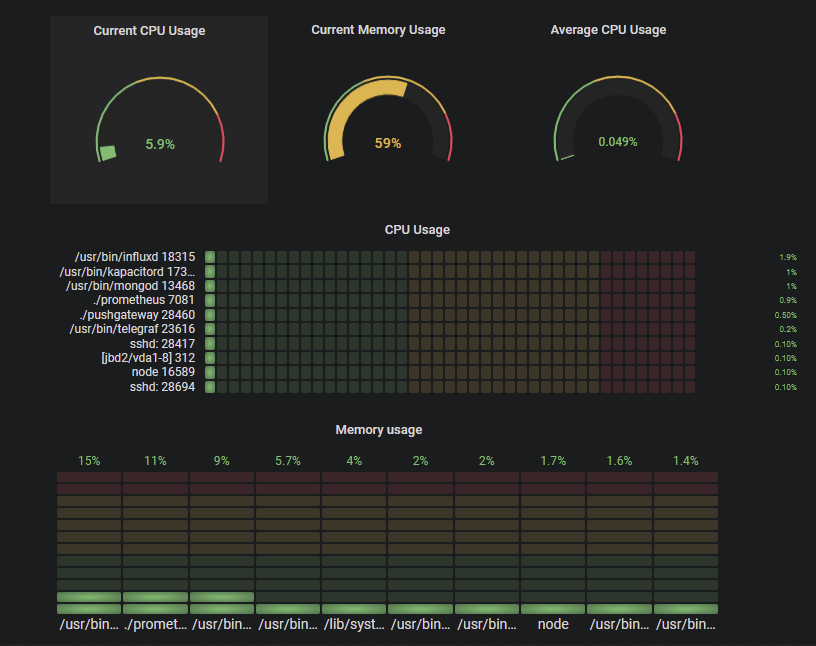 Current CPU Usage
Current Memory Usage
Average CPU Usage
5.9%
59%
0.049%
CPU Usage
/usr/bin/influxd 18315 1.9%
/usr/bin/kapacitord 173... 1%
/usr/bin/mongod 13468 1%
./prometheus 7081 0.9%
./pushgateway 28460 0.50%
/usr/bin/telegraf 23616 0.2%
sshd: 28417 0.10%
[jbd2/vda1-8] 312 0.10%
node 16589 0.10%
sshd: 28694 0.10%
Memory usage
15% 11% 9% 5.7% 4% 2% 2% 1.7% 1.6% 1.4%
/usr/bin... ./promet... /usr/bin... /usr/bin... /lib/syst... /usr/bin... /usr/bin... node /usr/bin... /usr/bin...